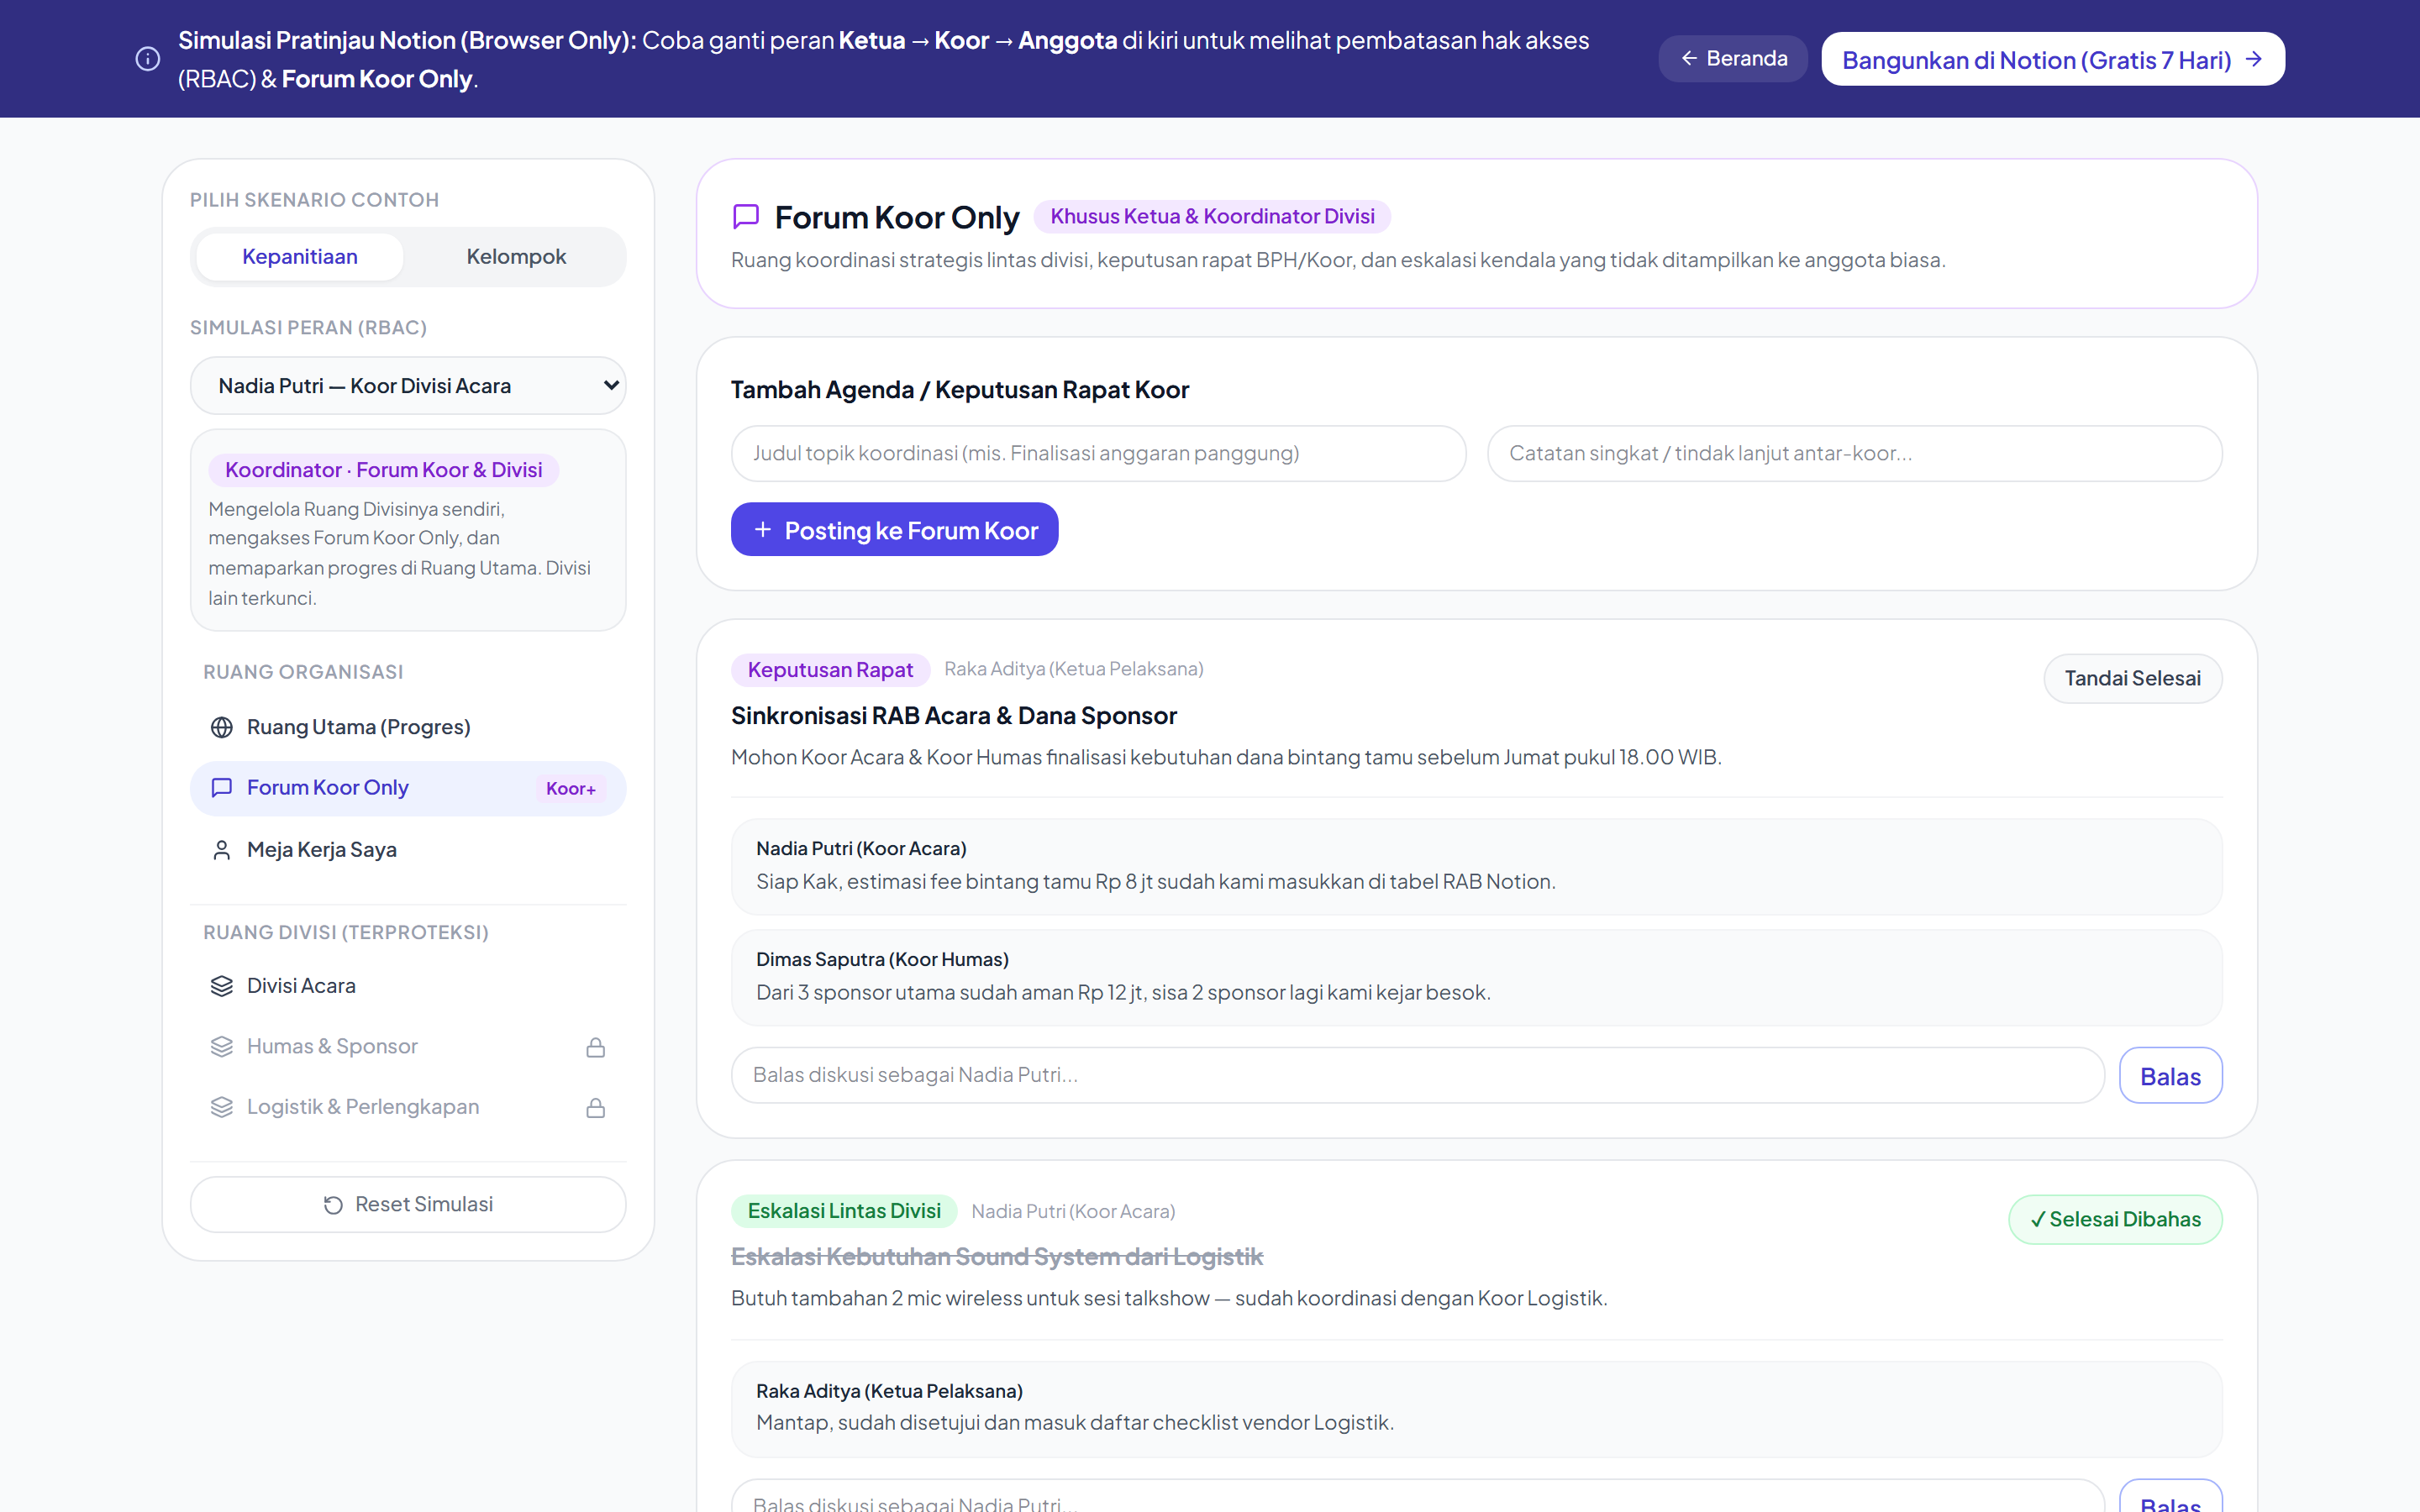 Simulasi Pratinjau Notion (Browser Only): Coba ganti peran Ketua → Koor → Anggota di kiri untuk melihat pembatasan hak akses
(RBAC) & Forum Koor Only.
← Beranda
Bangunkan di Notion (Gratis 7 Hari) →
PILIH SKENARIO CONTOH
Kepanitiaan
Kelompok
SIMULASI PERAN (RBAC)
Nadia Putri — Koor Divisi Acara
Koordinator · Forum Koor & Divisi
Mengelola Ruang Divisinya sendiri,
mengakses Forum Koor Only, dan
memaparkan progres di Ruang Utama. Divisi
lain terkunci.
RUANG ORGANISASI
Ruang Utama (Progres)
Forum Koor Only
Koor+
Meja Kerja Saya
RUANG DIVISI (TERPROTEKSI)
Divisi Acara
Humas & Sponsor
Logistik & Perlengkapan
Reset Simulasi
Forum Koor Only
Khusus Ketua & Koordinator Divisi
Ruang koordinasi strategis lintas divisi, keputusan rapat BPH/Koor, dan eskalasi kendala yang tidak ditampilkan ke anggota biasa.
Tambah Agenda / Keputusan Rapat Koor
Judul topik koordinasi (mis. Finalisasi anggaran panggung)
Catatan singkat / tindak lanjut antar-koor...
+ Posting ke Forum Koor
Keputusan Rapat
Raka Aditya (Ketua Pelaksana)
Tandai Selesai
Sinkronisasi RAB Acara & Dana Sponsor
Mohon Koor Acara & Koor Humas finalisasi kebutuhan dana bintang tamu sebelum Jumat pukul 18.00 WIB.
Nadia Putri (Koor Acara)
Siap Kak, estimasi fee bintang tamu Rp 8 jt sudah kami masukkan di tabel RAB Notion.
Dimas Saputra (Koor Humas)
Dari 3 sponsor utama sudah aman Rp 12 jt, sisa 2 sponsor lagi kami kejar besok.
Balas diskusi sebagai Nadia Putri...
Balas
Eskalasi Lintas Divisi
Nadia Putri (Koor Acara)
✓ Selesai Dibahas
Eskalasi Kebutuhan Sound System dari Logistik
Butuh tambahan 2 mic wireless untuk sesi talkshow — sudah koordinasi dengan Koor Logistik.
Raka Aditya (Ketua Pelaksana)
Mantap, sudah disetujui dan masuk daftar checklist vendor Logistik.
Balas diskusi sebagai Nadia Putri...
Balas